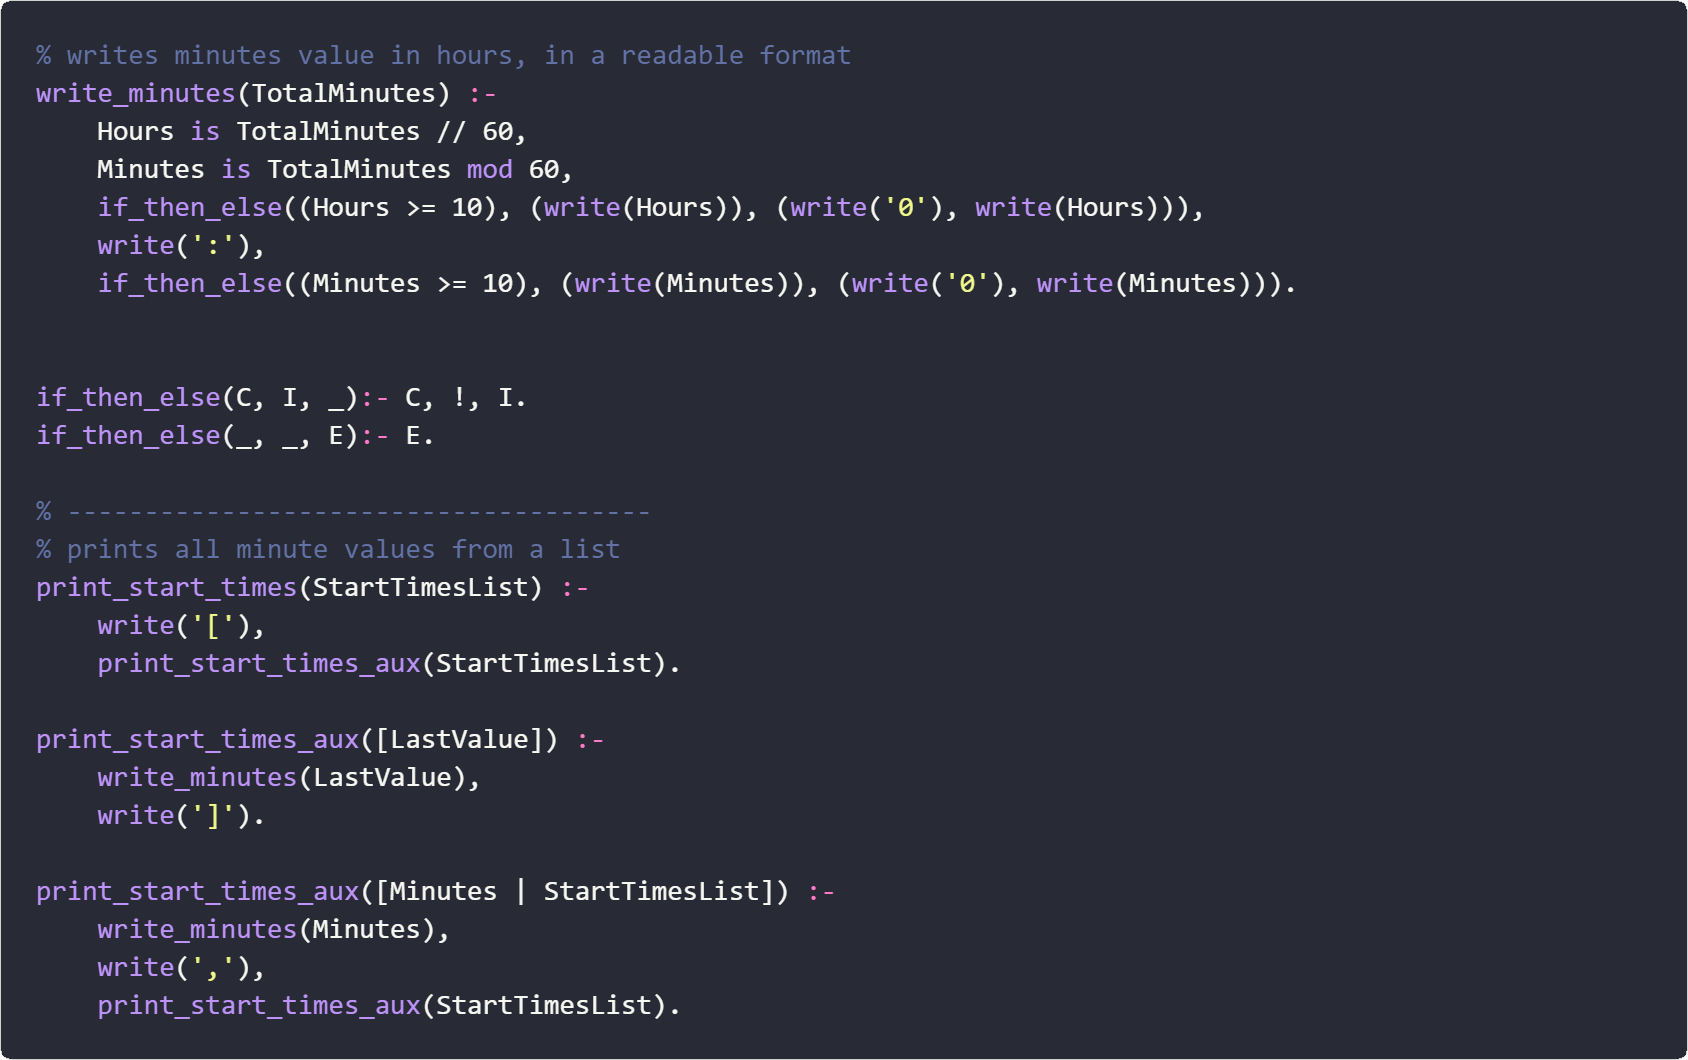 % writes minutes value in hours, in a readable format
write_minutes(TotalMinutes) :-
    Hours is TotalMinutes // 60,
    Minutes is TotalMinutes mod 60,
    if_then_else((Hours >= 10), (write(Hours)), (write('0'), write(Hours))),
    write(':'),
    if_then_else((Minutes >= 10), (write(Minutes)), (write('0'), write(Minutes))).


if_then_else(C, I, _):- C, !, I.
if_then_else(_, _, E):- E.

% --------------------------------------
% prints all minute values from a list
print_start_times(StartTimesList) :-
    write('['),
    print_start_times_aux(StartTimesList).

print_start_times_aux([LastValue]) :-
    write_minutes(LastValue),
    write(']').

print_start_times_aux([Minutes | StartTimesList]) :-
    write_minutes(Minutes),
    write(','),
    print_start_times_aux(StartTimesList).